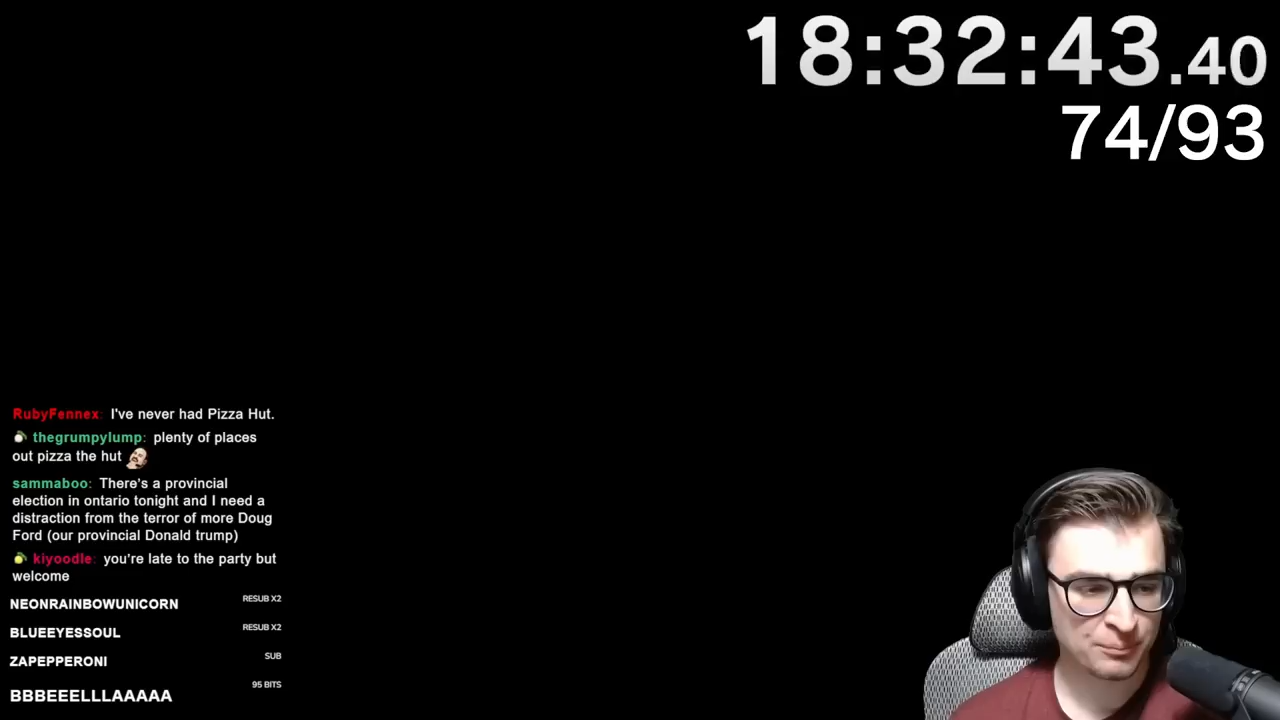 18:32:43.40
74/93
RubyFennex: I've never had Pizza Hut.
thegrumpylump: plenty of places
out pizza the hut
sammaboo: There's a provincial
election in ontario tonight and I need a
distraction from the terror of more Doug
Ford (our provincial Donald trump)
kiyoodle: you're late to the party but
welcome
NEONRAINBOWUNICORN RESUB X2
BLUEEYESSOUL RESUB X2
ZAPEPPERONI SUB
BBBEEELLLAAAAA 95 BITS